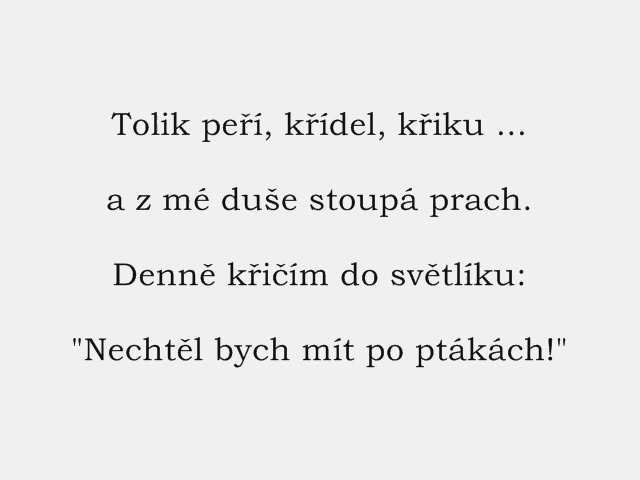 Tolik peří, křídel, křiku ...
a z mé duše stoupá prach.
Denně křičím do světlíku:
"Nechtěl bych mít po ptákách!"